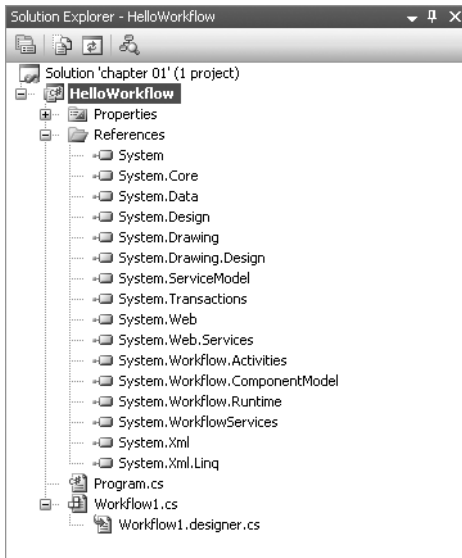 Solution Explorer - HelloWorkflow
Solution 'chapter 01' (1 project)
HelloWorkflow
Properties
References
System
System.Core
System.Data
System.Design
System.Drawing
System.Drawing.Design
System.ServiceModel
System.Transactions
System.Web
System.Web.Services
System.Workflow.Activities
System.Workflow.ComponentModel
System.Workflow.Runtime
System.WorkflowServices
System.Xml
System.Xml.Linq
Program.cs
Workflow1.cs
Workflow1.designer.cs